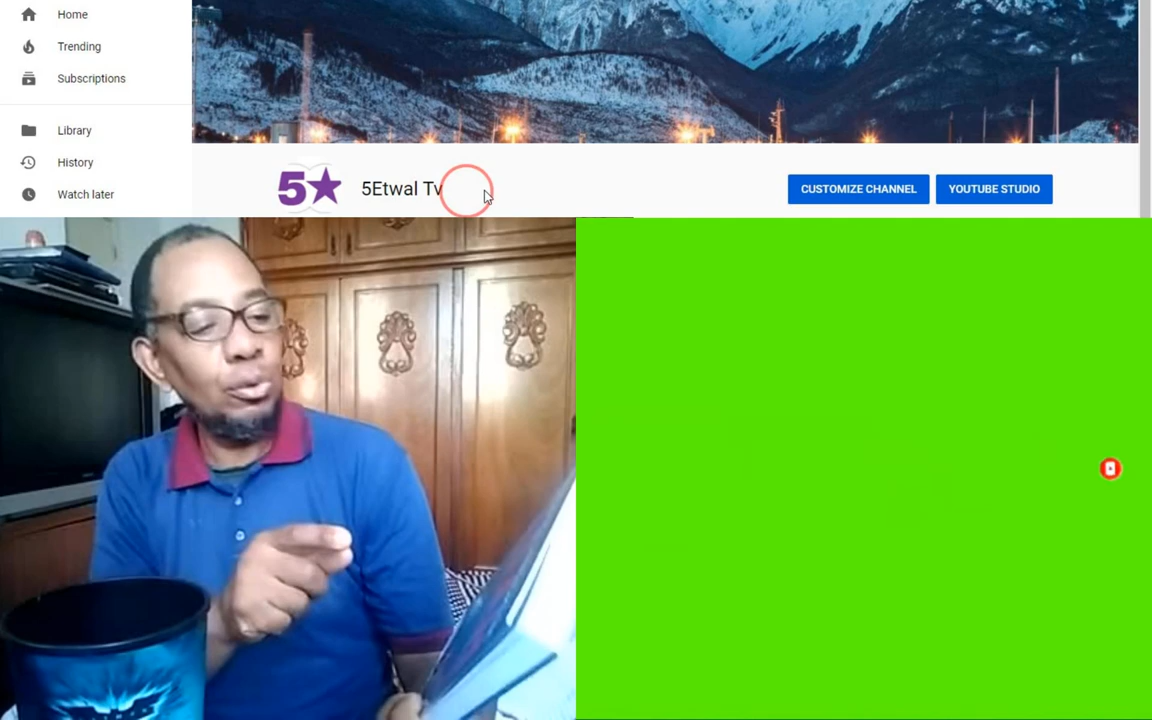 Home
Trending
Subscriptions
Library
History
Watch later
5★
5Etwal Tv
CUSTOMIZE CHANNEL
YOUTUBE STUDIO